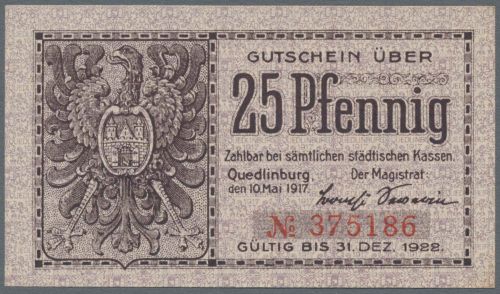 GUTSCHEIN ÜBER
25 Pfennig
Zahlbar bei sämtlichen städtischen Kassen.
Quedlinburg, Der Magistrat:
den 10. Mai 1917.
№ 375186
GÜLTIG BIS 31. DEZ. 1922.